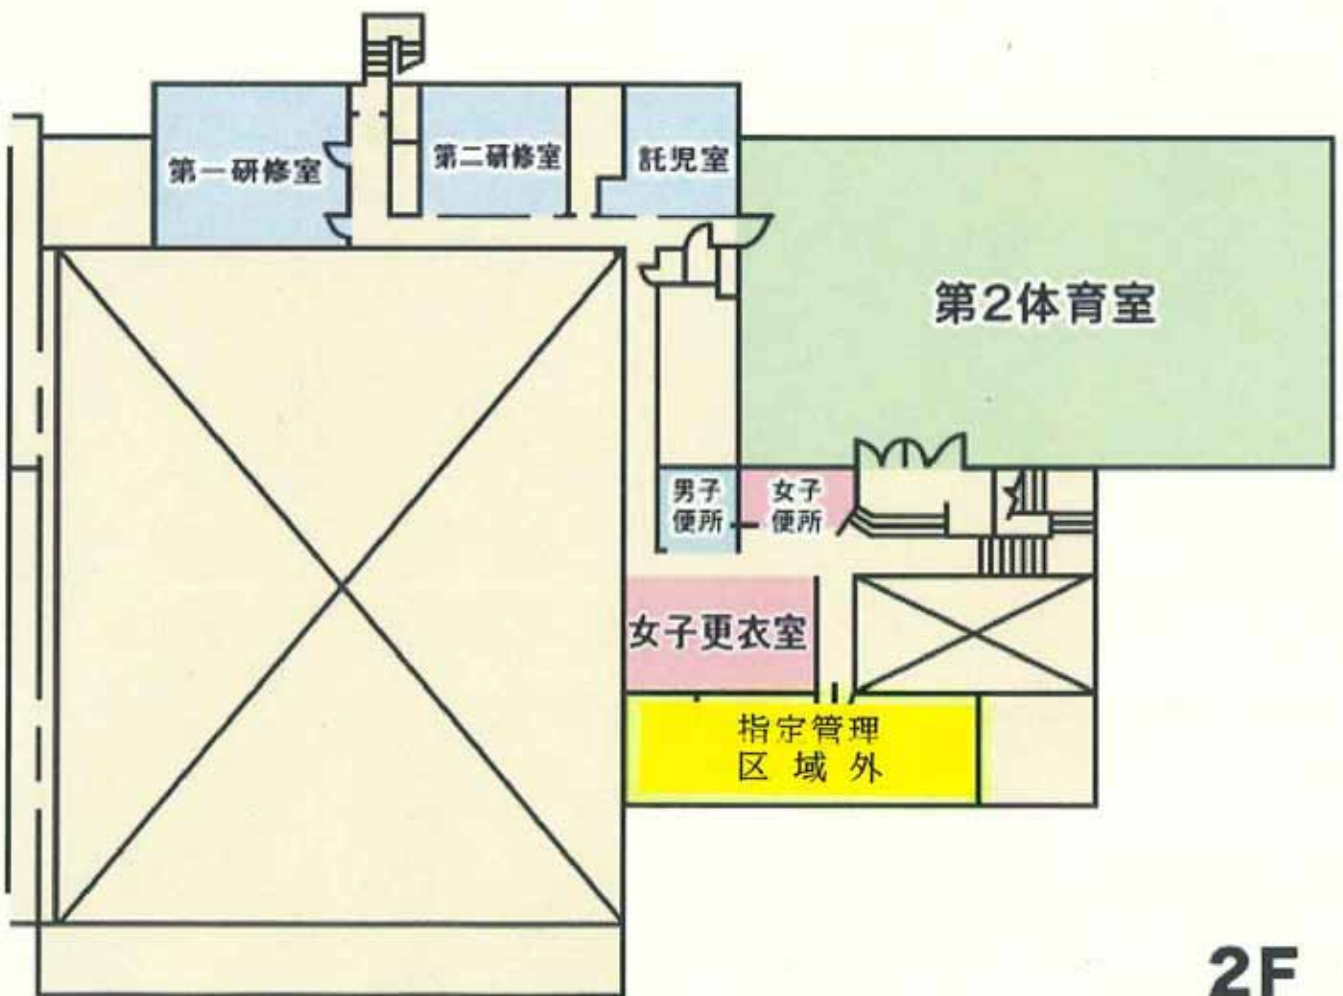 第一研修室
第二研修室
託児室
第2体育室
男子
便所
女子
便所
女子更衣室
指定管理
区域外
2F